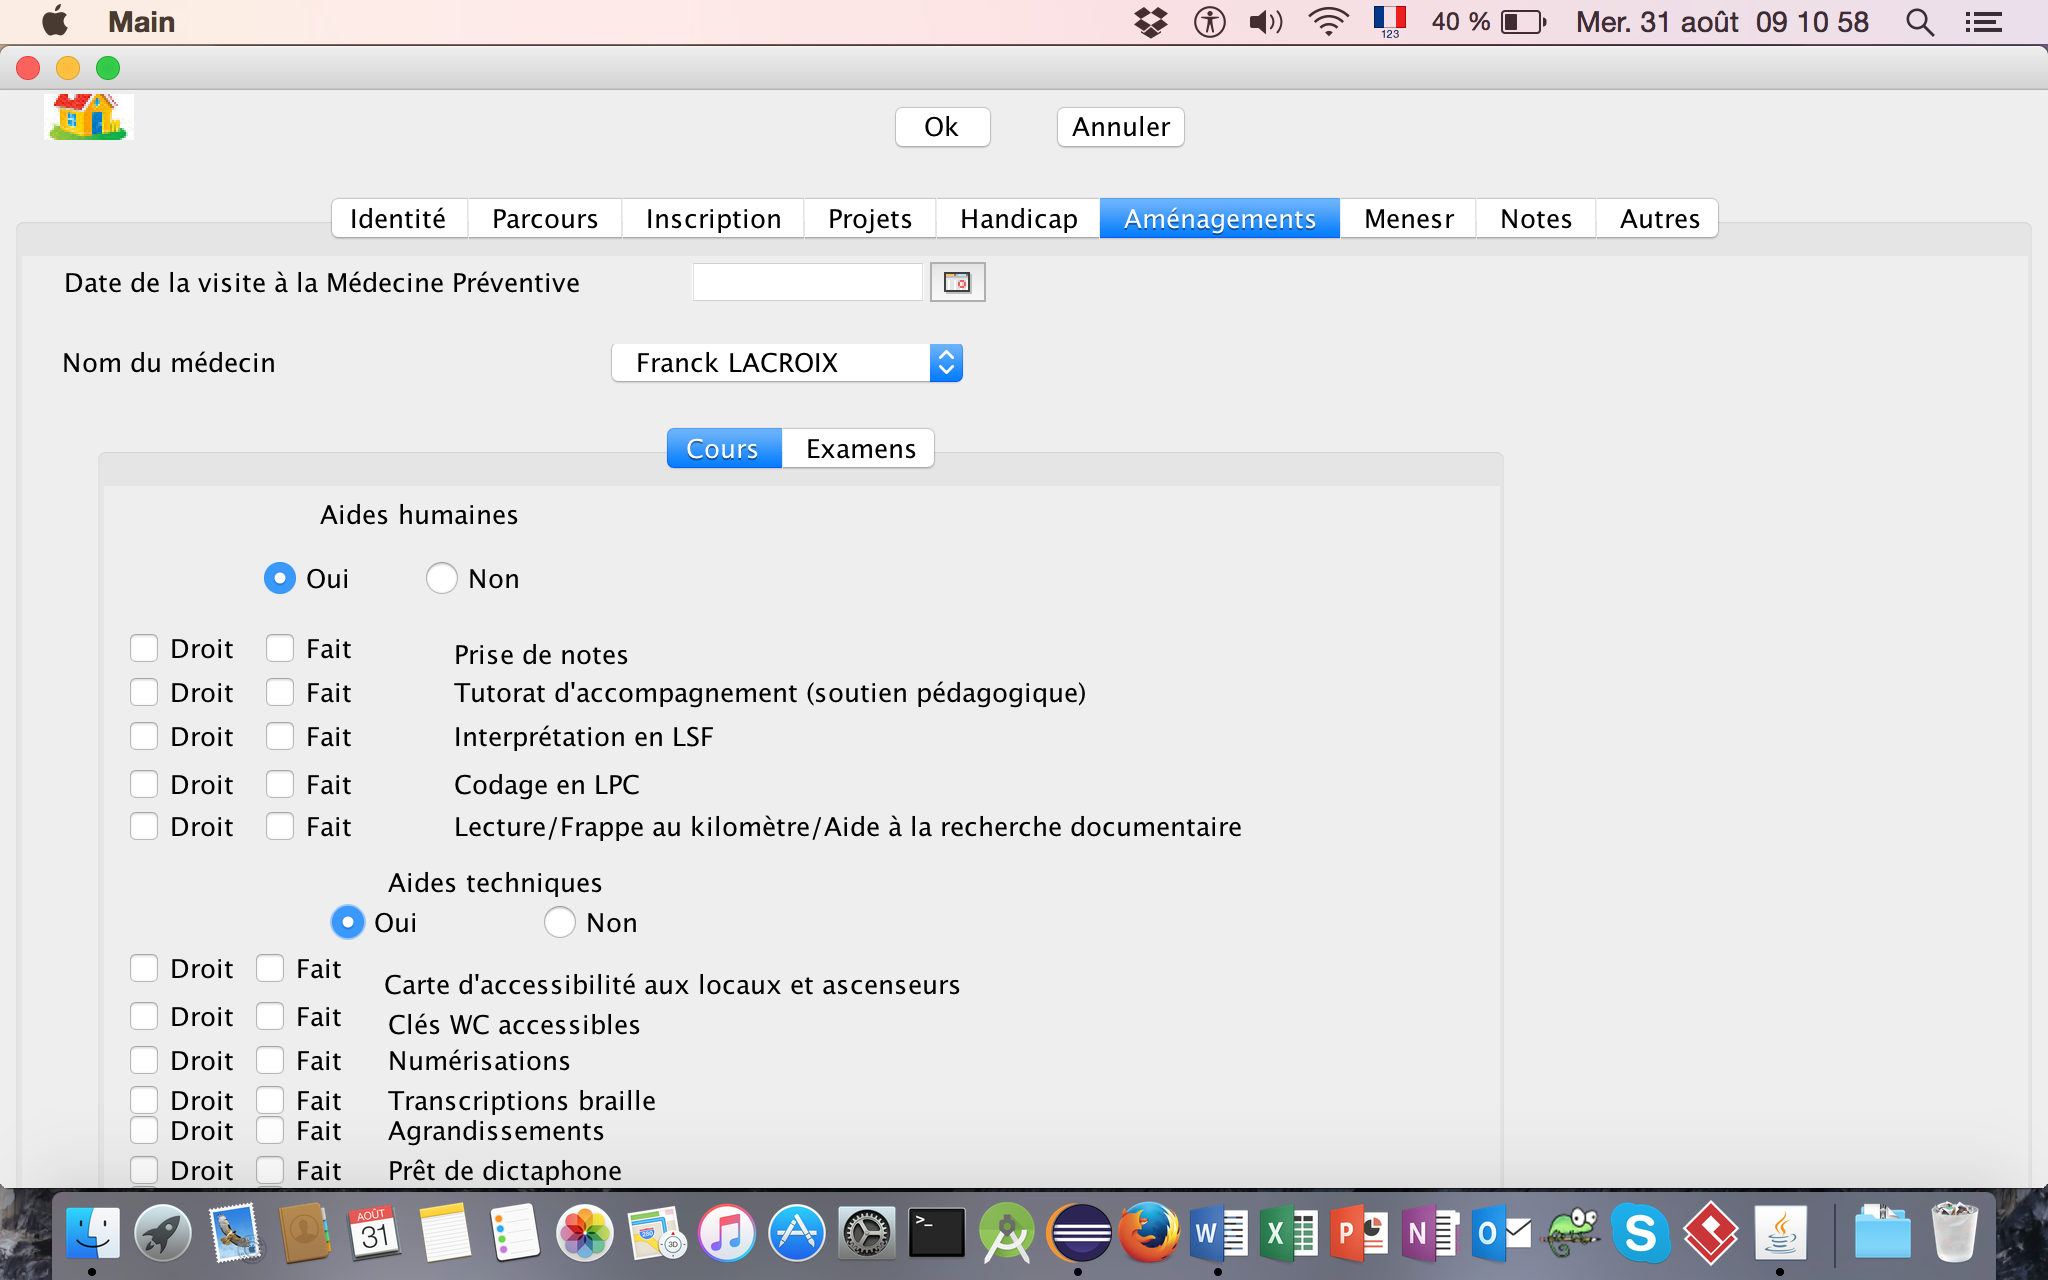 Main 123 40 % Mer. 31 août 09 10 58
Ok Annuler
Identité Parcours Inscription Projets Handicap Aménagements Menesr Notes Autres
Date de la visite à la Médecine Préventive
Nom du médecin Franck LACROIX
Cours Examens
Aides humaines
Oui Non
Droit Fait Prise de notes
Droit Fait Tutorat d'accompagnement (soutien pédagogique)
Droit Fait Interprétation en LSF
Droit Fait Codage en LPC
Droit Fait Lecture/Frappe au kilomètre/Aide à la recherche documentaire
Aides techniques
Oui Non
Droit Fait Carte d'accessibilité aux locaux et ascenseurs
Droit Fait Clés WC accessibles
Droit Fait Numérisations
Droit Fait Transcriptions braille
Droit Fait Agrandissements
Droit Fait Prêt de dictaphone
AOÛT
31
280
3D
>_
W X P N O S